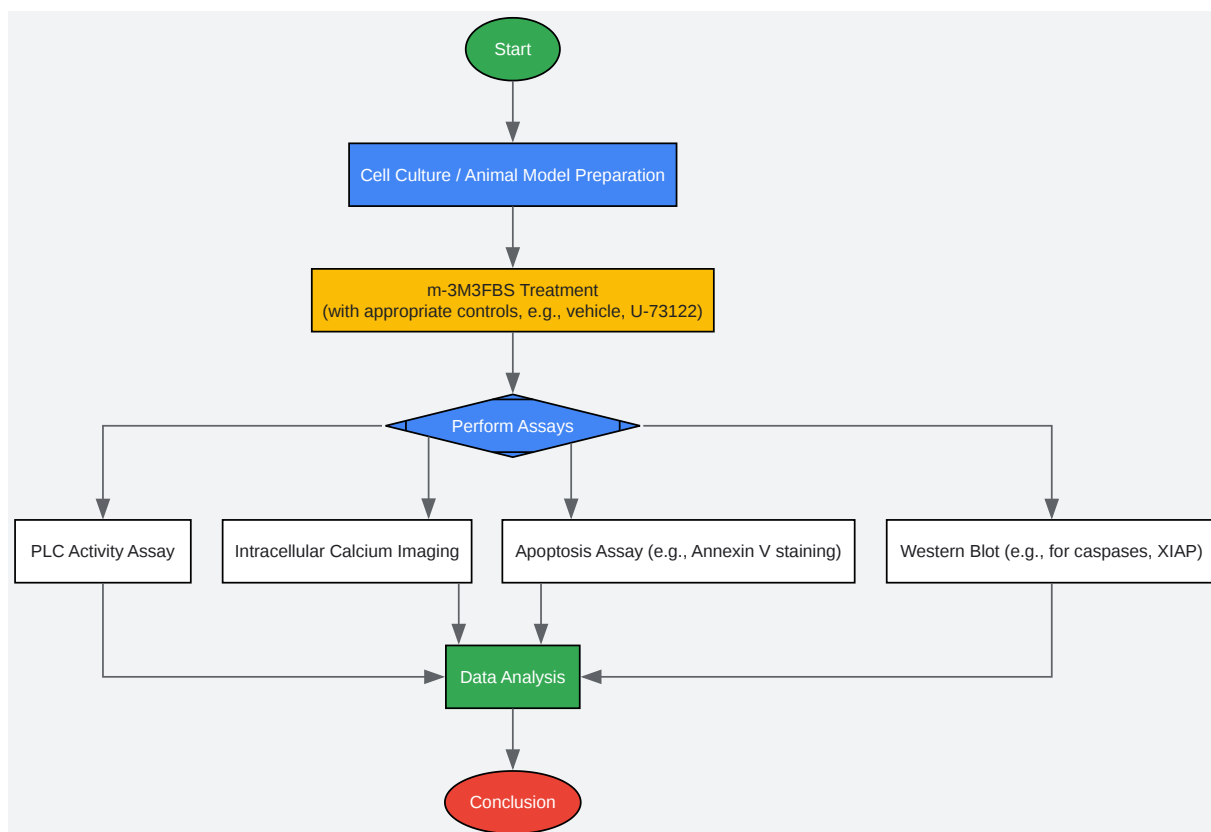 Start
Cell Culture / Animal Model Preparation
m-3M3FBS Treatment
(with appropriate controls, e.g., vehicle, U-73122)
Perform Assays
PLC Activity Assay
Intracellular Calcium Imaging
Apoptosis Assay (e.g., Annexin V staining)
Western Blot (e.g., for caspases, XIAP)
Data Analysis
Conclusion